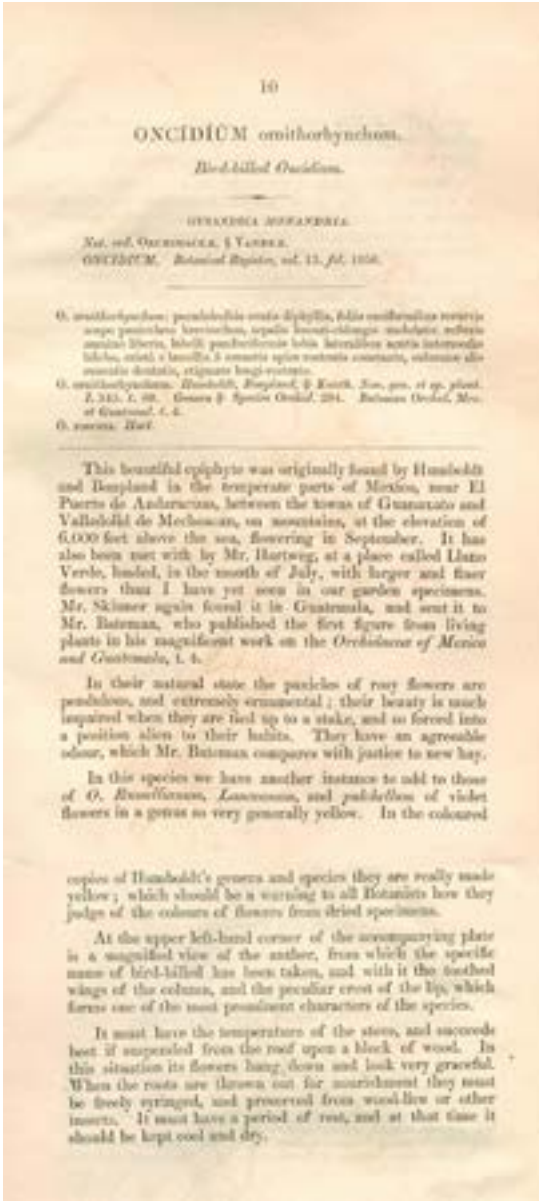 10
ONCIDIUM ornithorhynchum.
Bird-billed Oncidium.
GYNANDRIA MONANDRIA.
Nat. ord. ORCHIDACEÆ, § VANDEÆ.
ONCIDIUM. Botanical Register, vol. 13. fol. 1050.
O. ornithorhynchum; pseudobulbis ovatis diphyllis, foliis ensiformibus
O. ornithorhynchum. Humboldt, Bonpland, & Kunth. Nov. gen. et sp. plant.
1. 345. t. 80. Genera & Species Orchid. 204. Bateman Orchid. Mex.
et Guatemal. t. 4.
O. Hort.
This beautiful epiphyte was originally found by Humboldt
and Bonpland in the temperate parts of Mexico, near El
Puerto de Andaracuas, between the towns of Guanaxato and
Valladolid de Mechoacan, on mountains, at the elevation of
6,000 feet above the sea, flowering in September. It has
also been met with by Mr. Hartweg, at a place called Llano
Verde, loaded, in the month of July, with larger and finer
flowers than I have yet seen in our garden specimens.
Mr. Skinner again found it in Guatemala, and sent it to
Mr. Bateman, who published the first figure from living
plants in his magnificent work on the Orchidaceæ of Mexico
and Guatemala, t. 4.
In their natural state the panicles of rosy flowers are
pendulous, and extremely ornamental; their beauty is much
impaired when they are tied up to a stake, and so forced into
a position alien to their habits. They have an agreeable
odour, which Mr. Bateman compares with justice to new hay.
In this species we have another instance to add to those
of O. and pulchellum of violet
flowers in a genus so very generally yellow. In the coloured
copies of Humboldt's genera and species they are really made
yellow; which should be a warning to all Botanists how they
judge of the colours of flowers from dried specimens.
At the upper left-hand corner of the accompanying plate
is a magnified view of the anther, from which the specific
name of bird-billed has been taken, and with it the toothed
wings of the column, and the peculiar crest of the lip, which
forms one of the most prominent characters of the species.
It must have the temperature of the stove, and succeeds
best if suspended from the roof upon a block of wood. In
this situation its flowers hang down and look very graceful.
When the roots are thrown out for nourishment they must
be freely syringed, and preserved from wood-lice or other
insects. It must have a period of rest, and at that time it
should be kept cool and dry.